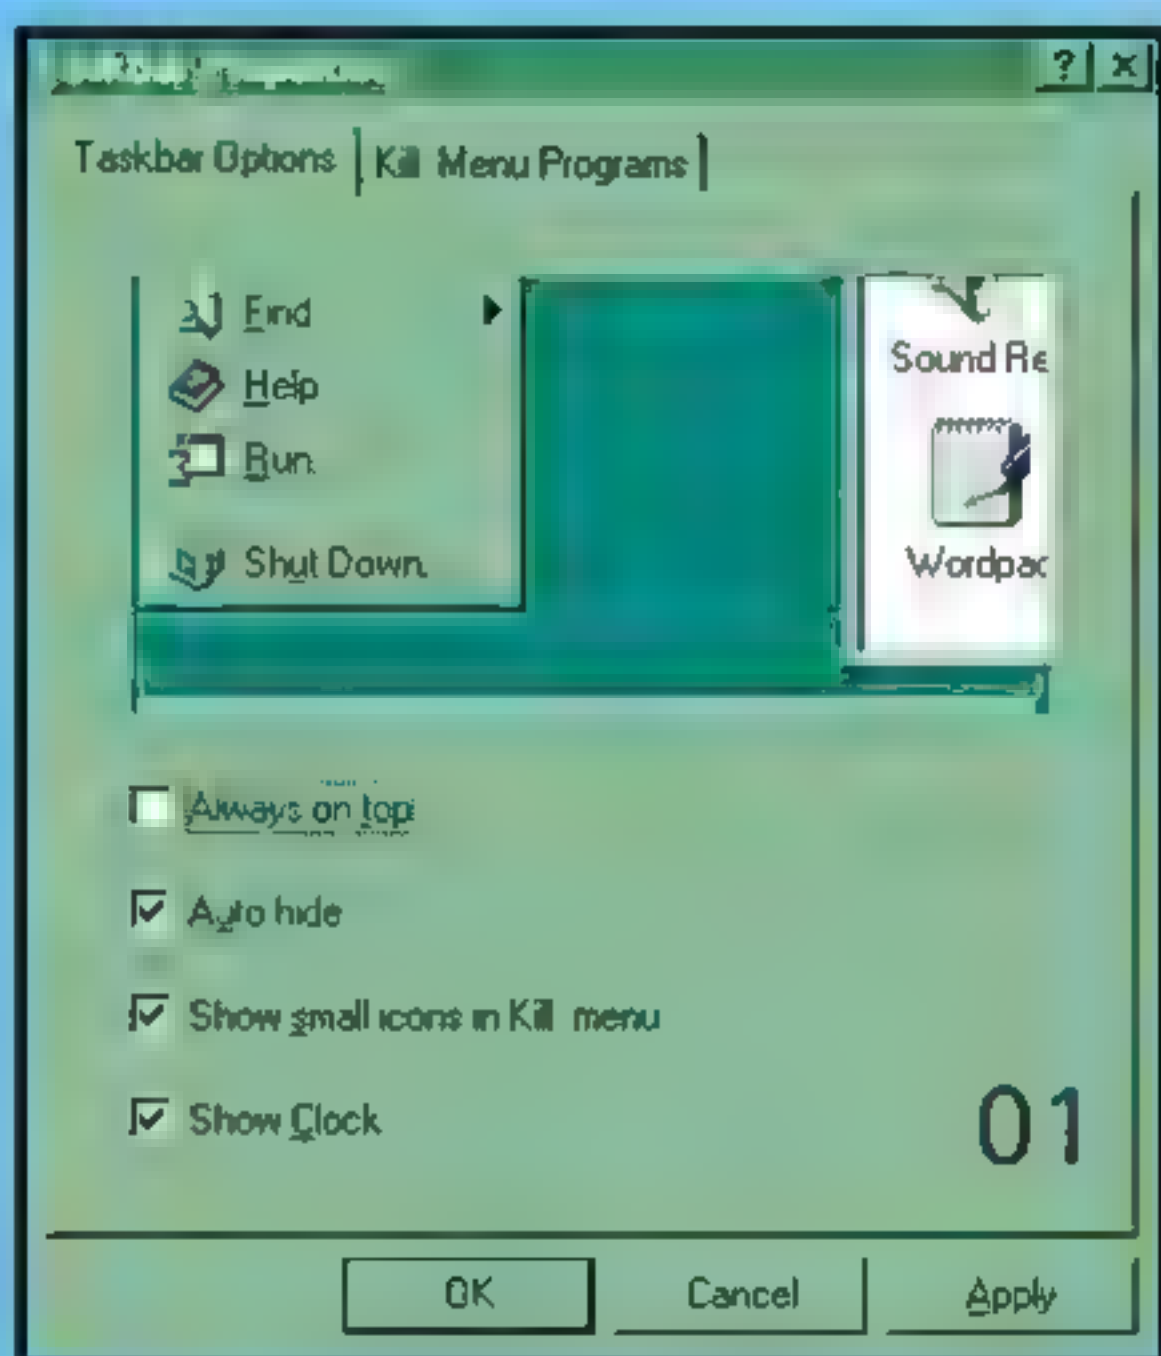 ? ×
Taskbar Options Kill Menu Programs
Find
Help
Run
Shut Down.
Sound Re
Wordpac
Always on top
Auto hide
Show small icons in Kill menu
Show Clock
01
OK Cancel Apply